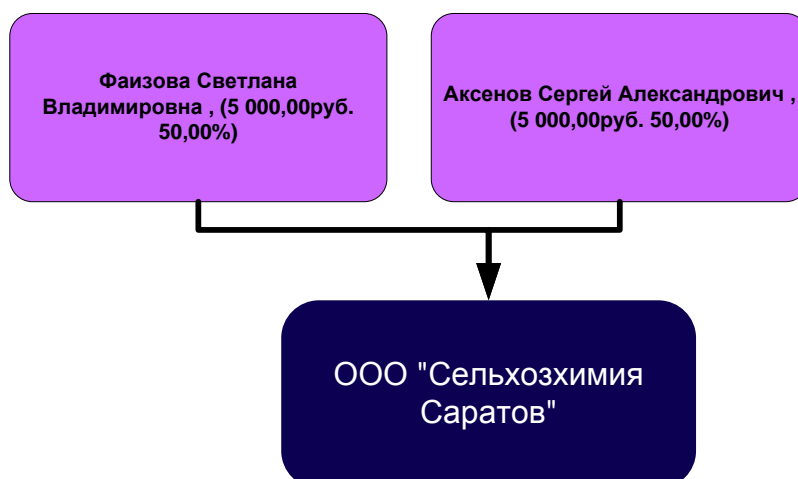 Фаизова Светлана
Владимировна , (5 000,00руб.
50,00%)
Аксенов Сергей Александрович ,
(5 000,00руб. 50,00%)
ООО "Сельхозхимия
Саратов"